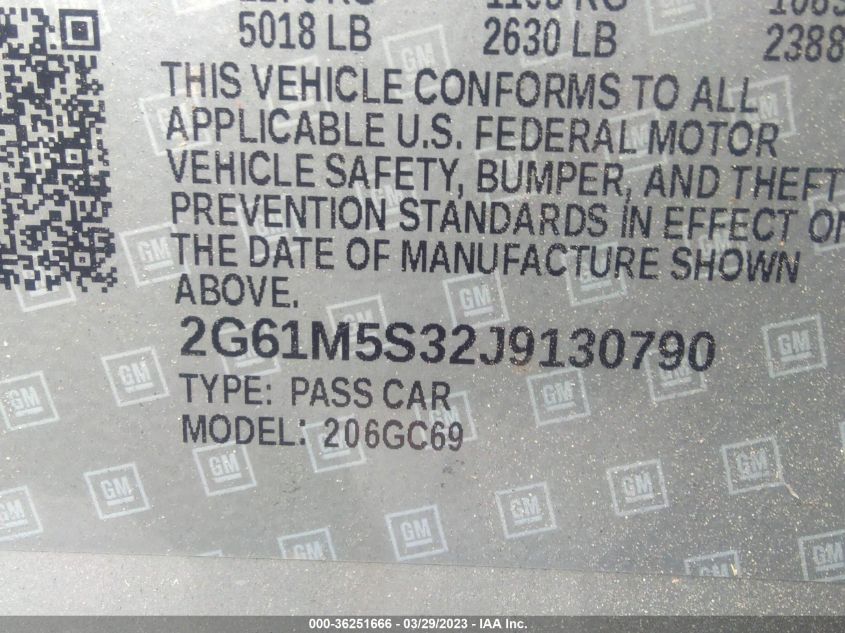 5018 LB 2630 LB 2388
THIS VEHICLE CONFORMS TO ALL
APPLICABLE U.S. FEDERAL MOTOR
VEHICLE SAFETY, BUMPER, AND THEFT
PREVENTION STANDARDS IN EFFECT ON
THE DATE OF MANUFACTURE SHOWN
ABOVE.
2G61M5S32J9130790
TYPE: PASS CAR
MODEL: 206GC69
GM
000-36251666 - 03/29/2023 - IAA Inc.